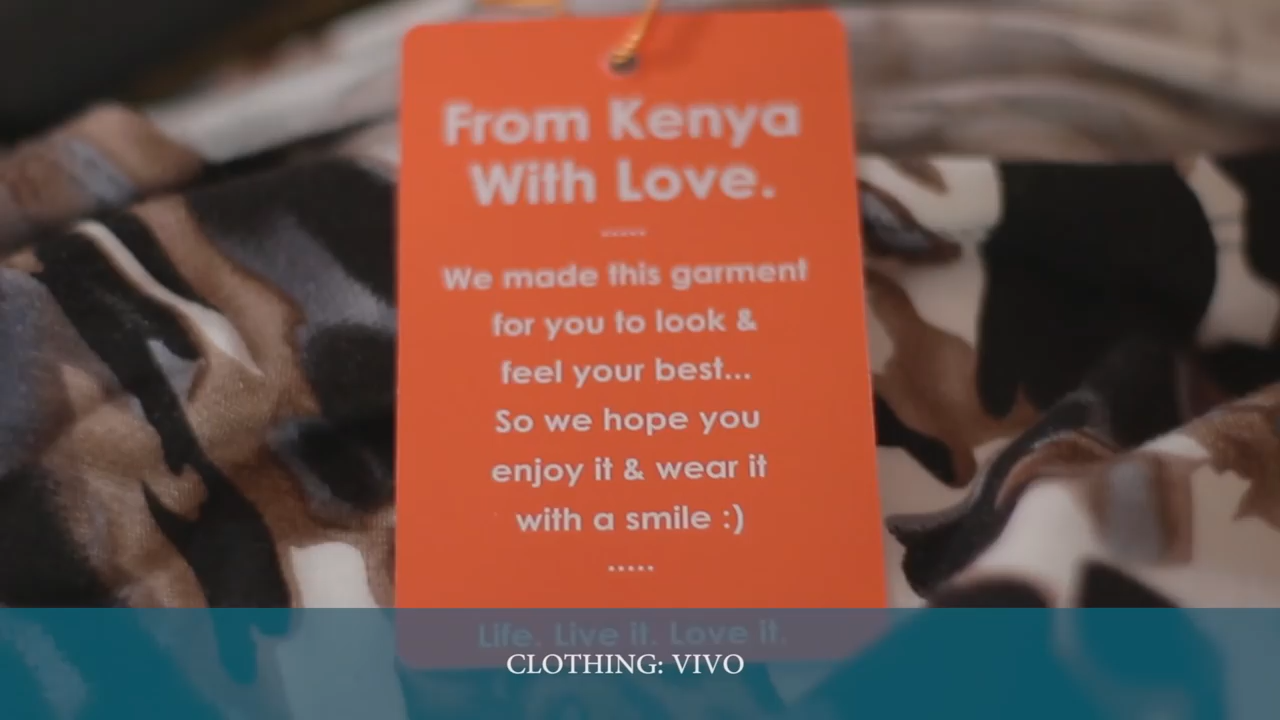 From Kenya
With Love.
-----
We made this garment
for you to look &
feel your best...
So we hope you
enjoy it & wear it
with a smile :)
.....
Life. Live it. Love it.
CLOTHING: VIVO